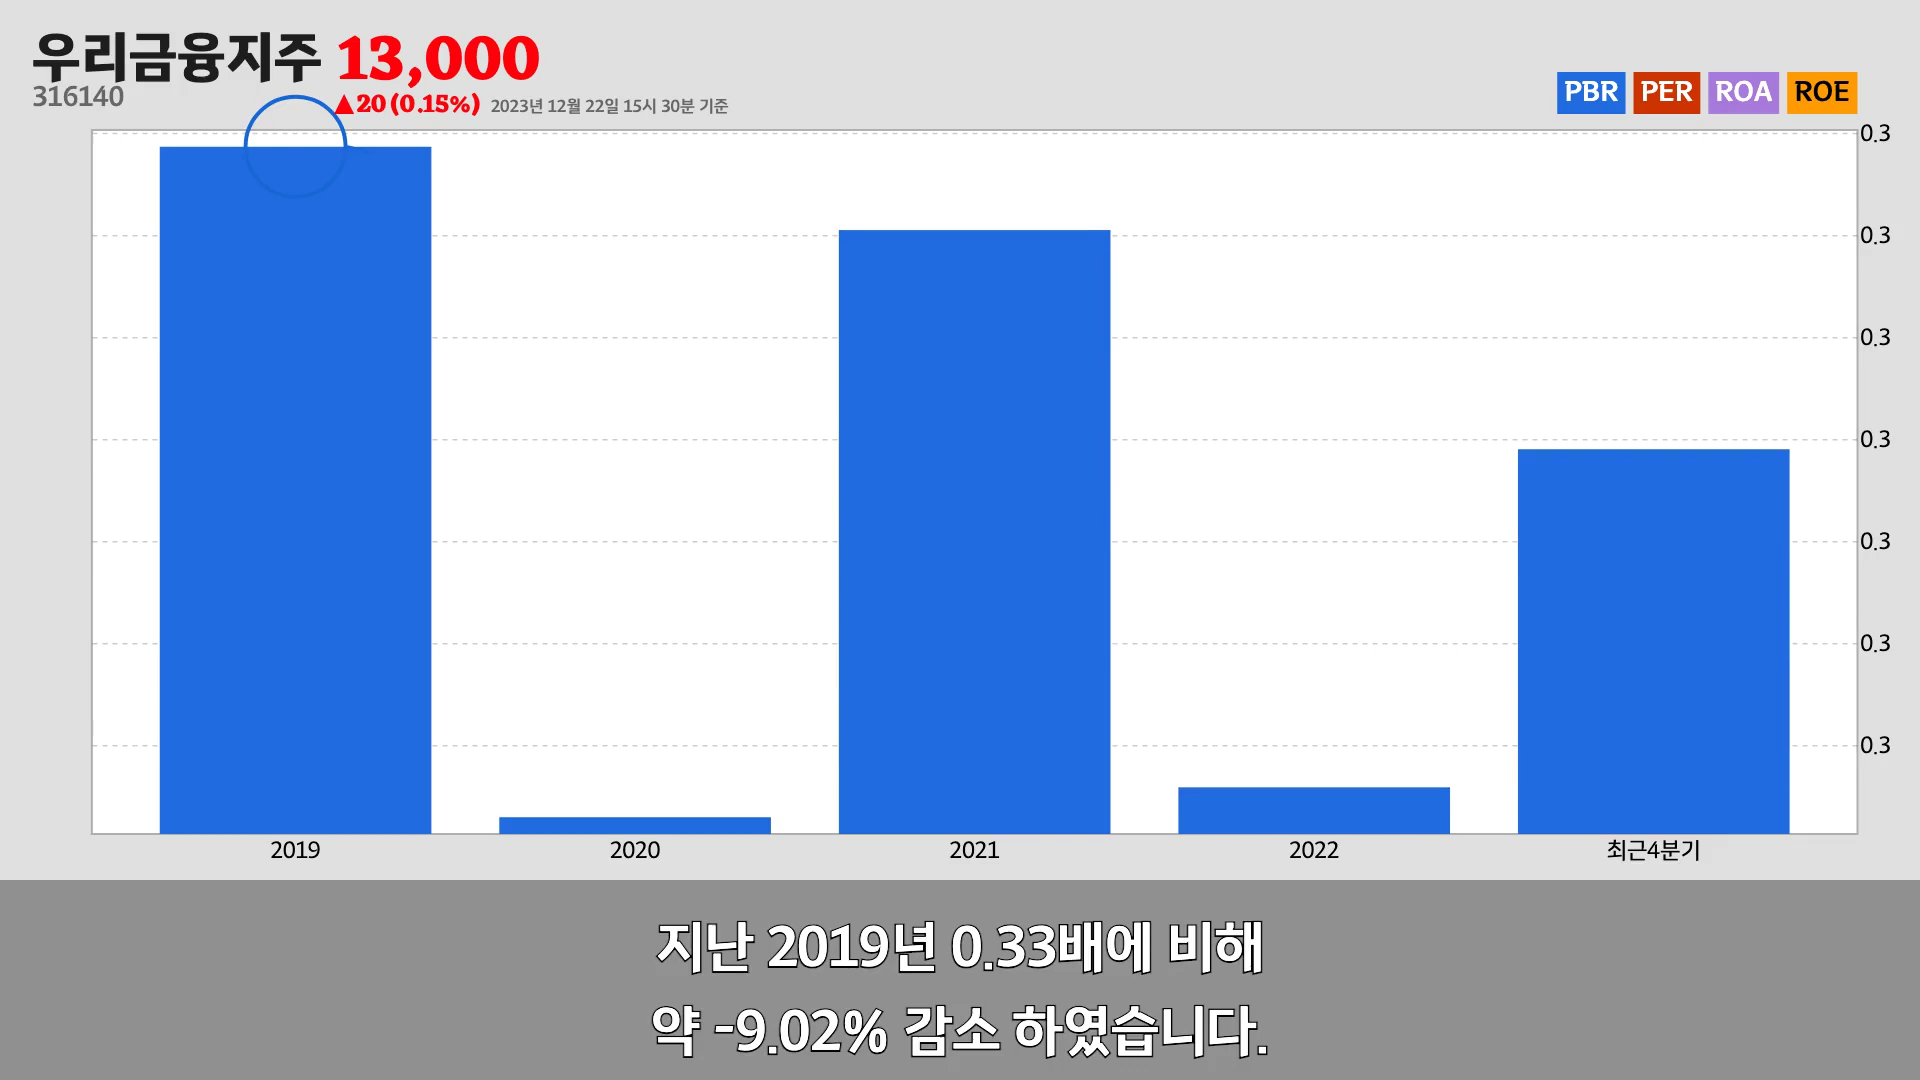 우리금융지주 13,000
316140
▲20 (0.15%) 2023년 12월 22일 15시 30분 기준
PBR PER ROA ROE
0.3
0.3
0.3
0.3
0.3
0.3
0.3
2019 2020 2021 2022 최근4분기
지난 2019년 0.33배에 비해
약 -9.02% 감소 하였습니다.